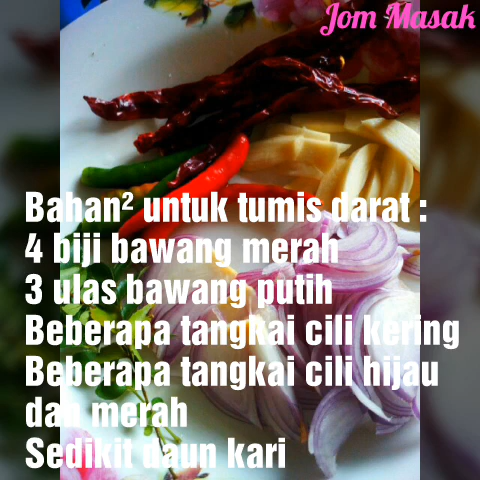 Jom Masak
Bahan² untuk tumis darat :
4 biji bawang merah
3 ulas bawang putih
Beberapa tangkai cili kering
Beberapa tangkai cili hijau
dan merah
Sedikit daun kari